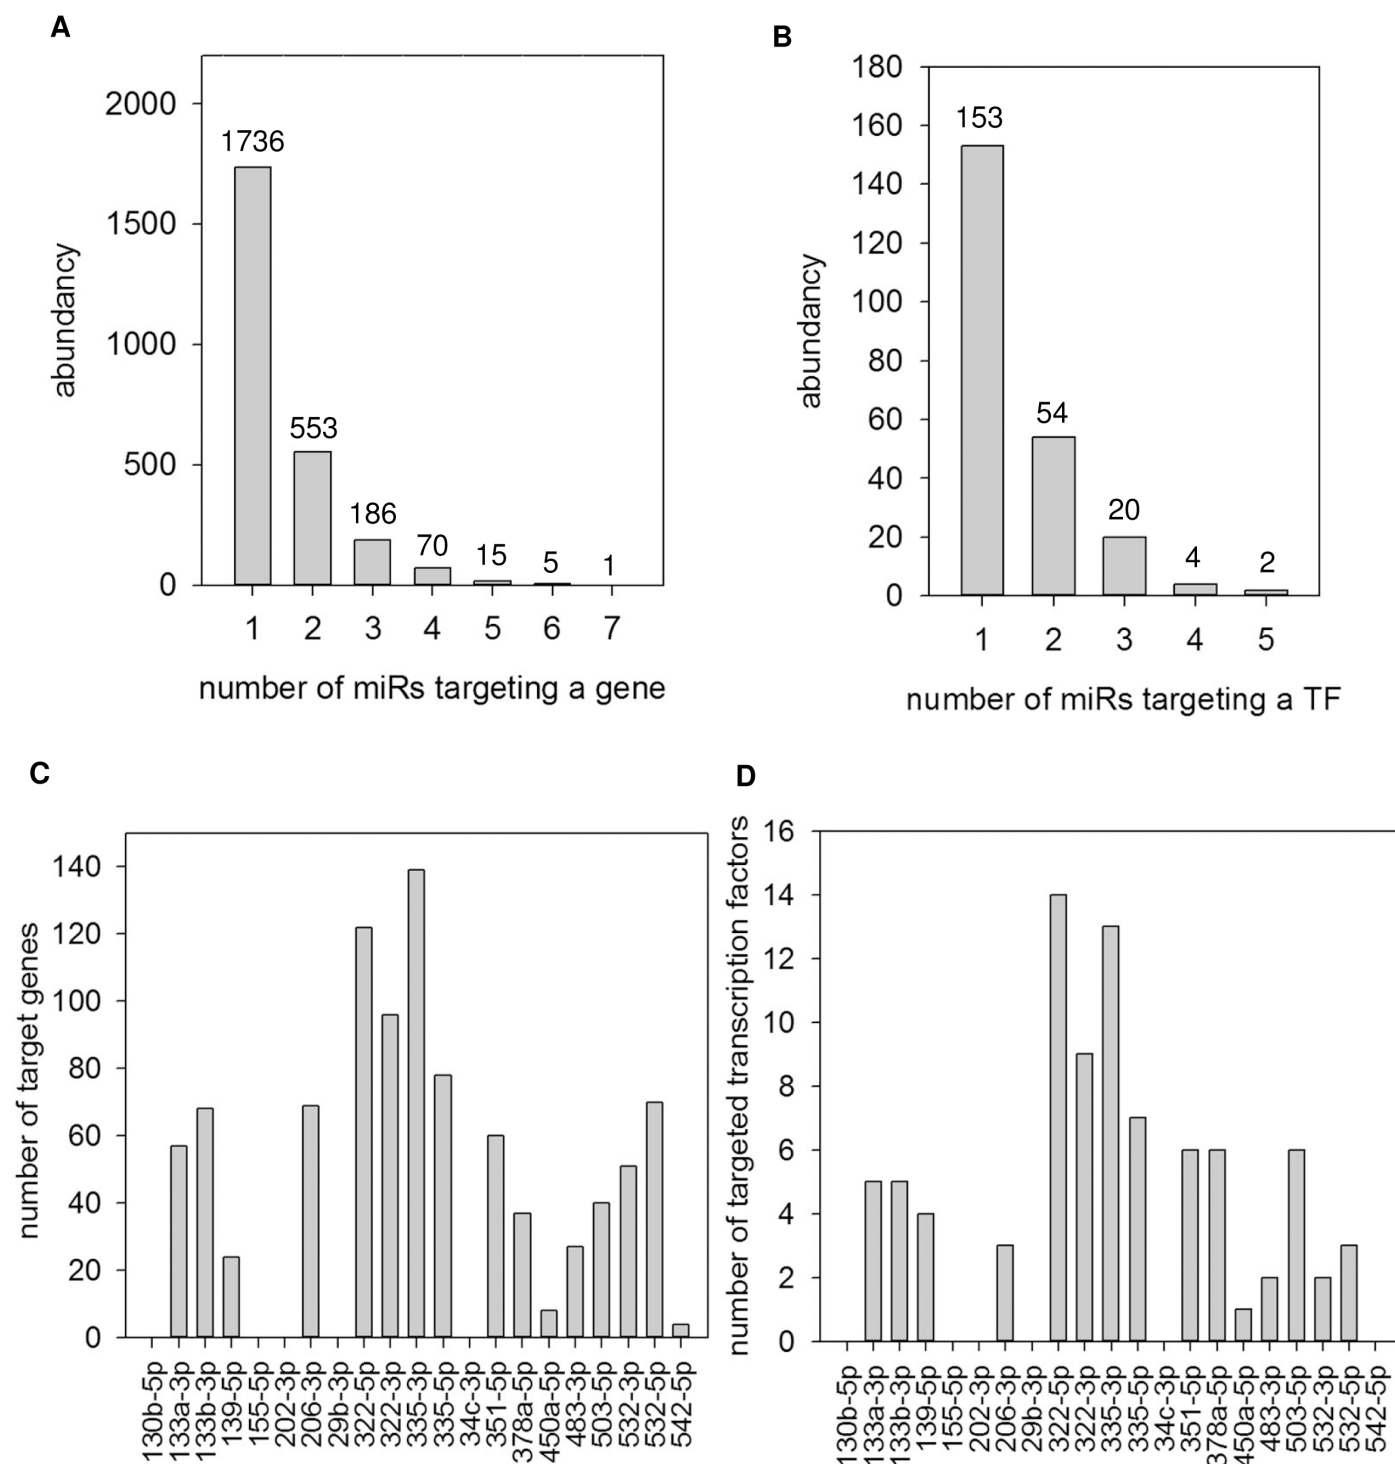 A
abundancy
2000
1500
1000
500
0
1736
553
186
70
15
5
1
1 2 3 4 5 6 7
number of miRs targeting a gene
B
abundancy
180
160
140
120
100
80
60
40
20
0
153
54
20
4
2
1 2 3 4 5
number of miRs targeting a TF
C
number of target genes
140
120
100
80
60
40
20
0
130b-5p
133a-3p
133b-3p
139-5p
155-5p
202-3p
206-3p
29b-3p
322-5p
322-3p
335-3p
335-5p
34c-3p
351-5p
378a-5p
450a-5p
483-3p
503-5p
532-3p
532-5p
542-5p
D
number of targeted transcription factors
16
14
12
10
8
6
4
2
0
130b-5p
133a-3p
133b-3p
139-5p
155-5p
202-3p
206-3p
29b-3p
322-5p
322-3p
335-3p
335-5p
34c-3p
351-5p
378a-5p
450a-5p
483-3p
503-5p
532-3p
532-5p
542-5p